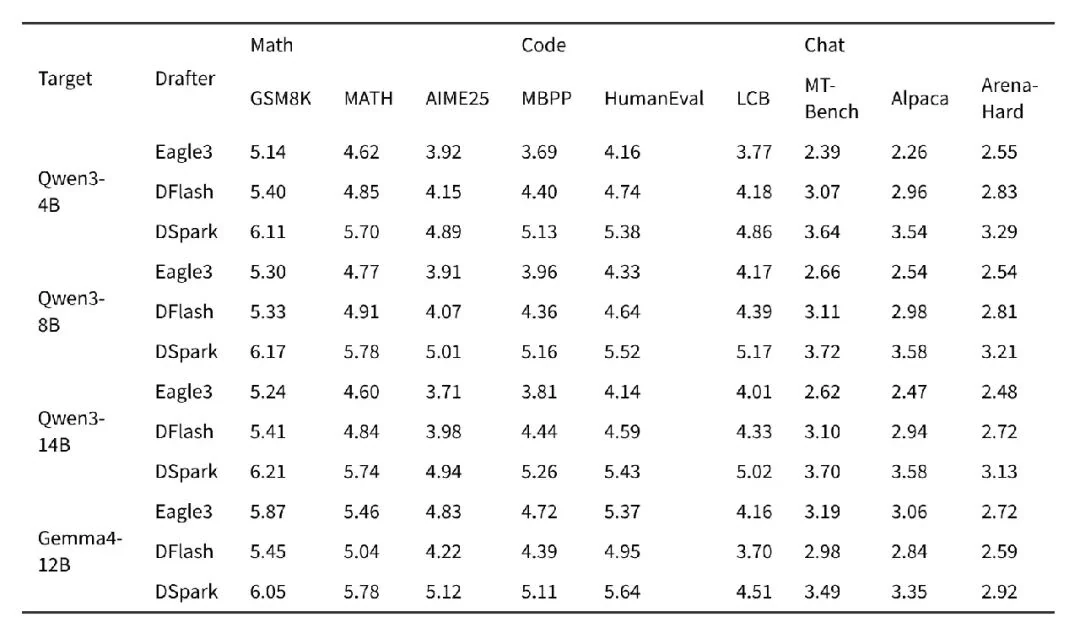 Math Code Chat
Target Drafter GSM8K MATH AIME25 MBPP HumanEval LCB MT-Bench Alpaca Arena-Hard
Qwen3-4B Eagle3 5.14 4.62 3.92 3.69 4.16 3.77 2.39 2.26 2.55
DFlash 5.40 4.85 4.15 4.40 4.74 4.18 3.07 2.96 2.83
DSpark 6.11 5.70 4.89 5.13 5.38 4.86 3.64 3.54 3.29
Qwen3-8B Eagle3 5.30 4.77 3.91 3.96 4.33 4.17 2.66 2.54 2.54
DFlash 5.33 4.91 4.07 4.36 4.64 4.39 3.11 2.98 2.81
DSpark 6.17 5.78 5.01 5.16 5.52 5.17 3.72 3.58 3.21
Qwen3-14B Eagle3 5.24 4.60 3.71 3.81 4.14 4.01 2.62 2.47 2.48
DFlash 5.41 4.84 3.98 4.44 4.59 4.33 3.10 2.94 2.72
DSpark 6.21 5.74 4.94 5.26 5.43 5.02 3.70 3.58 3.13
Gemma4-12B Eagle3 5.87 5.46 4.83 4.72 5.37 4.16 3.19 3.06 2.72
DFlash 5.45 5.04 4.22 4.39 4.95 3.70 2.98 2.84 2.59
DSpark 6.05 5.78 5.12 5.11 5.64 4.51 3.49 3.35 2.92